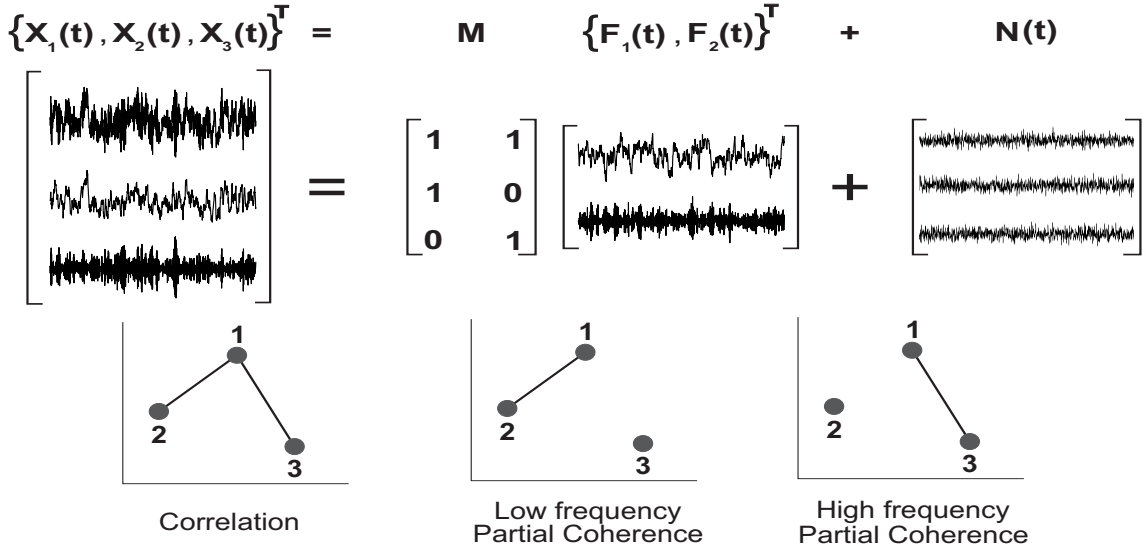 {X₁(t) , X₂(t) , X₃(t)}ᵀ = M {F₁(t) , F₂(t)}ᵀ + N(t)
= 1 1 +
1 0
0 1
1 1 1
2 2 2
3 3 3
Correlation
Low frequency
Partial Coherence
High frequency
Partial Coherence